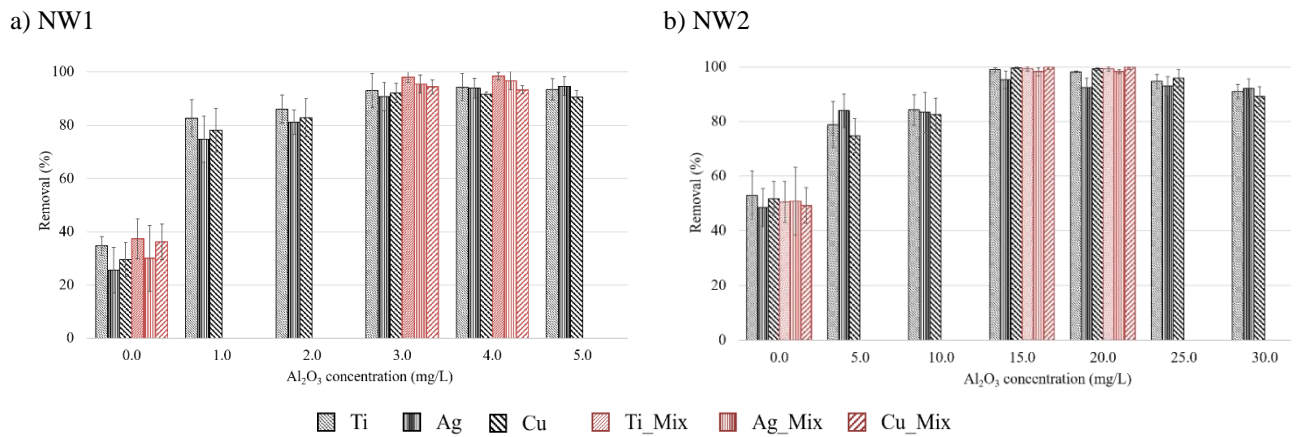 a) NW1
b) NW2
100
80
60
40
20
0
Removal (%)
0.0 1.0 2.0 3.0 4.0 5.0
Al₂O₃ concentration (mg/L)
100
80
60
40
20
0
Removal (%)
0.0 5.0 10.0 15.0 20.0 25.0 30.0
Al₂O₃ concentration (mg/L)
Ti Ag Cu Ti_Mix Ag_Mix Cu_Mix